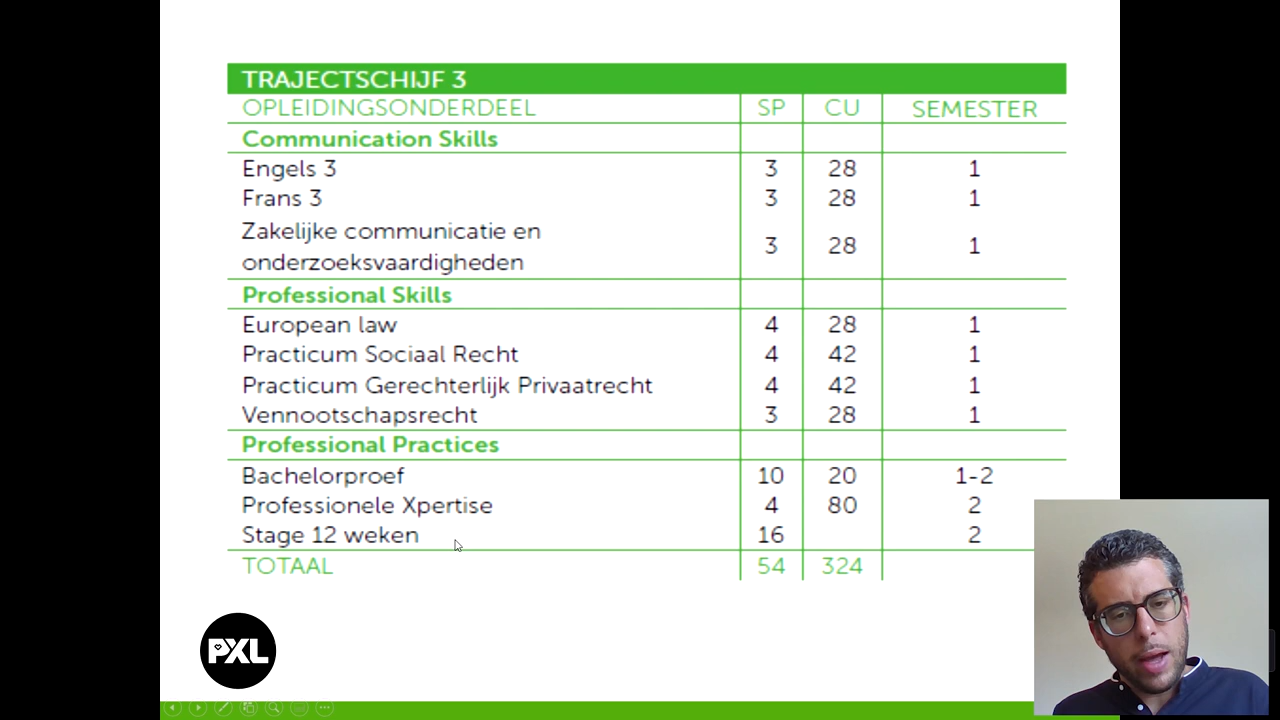 TRAJECTSCHIJF 3
OPLEIDINGSONDERDEEL SP CU SEMESTER
Communication Skills
Engels 3 3 28 1
Frans 3 3 28 1
Zakelijke communicatie en
onderzoeksvaardigheden 3 28 1
Professional Skills
European law 4 28 1
Practicum Sociaal Recht 4 42 1
Practicum Gerechterlijk Privaatrecht 4 42 1
Vennootschapsrecht 3 28 1
Professional Practices
Bachelorproef 10 20 1-2
Professionele Xpertise 4 80 2
Stage 12 weken 16 2
TOTAAL 54 324
PXL